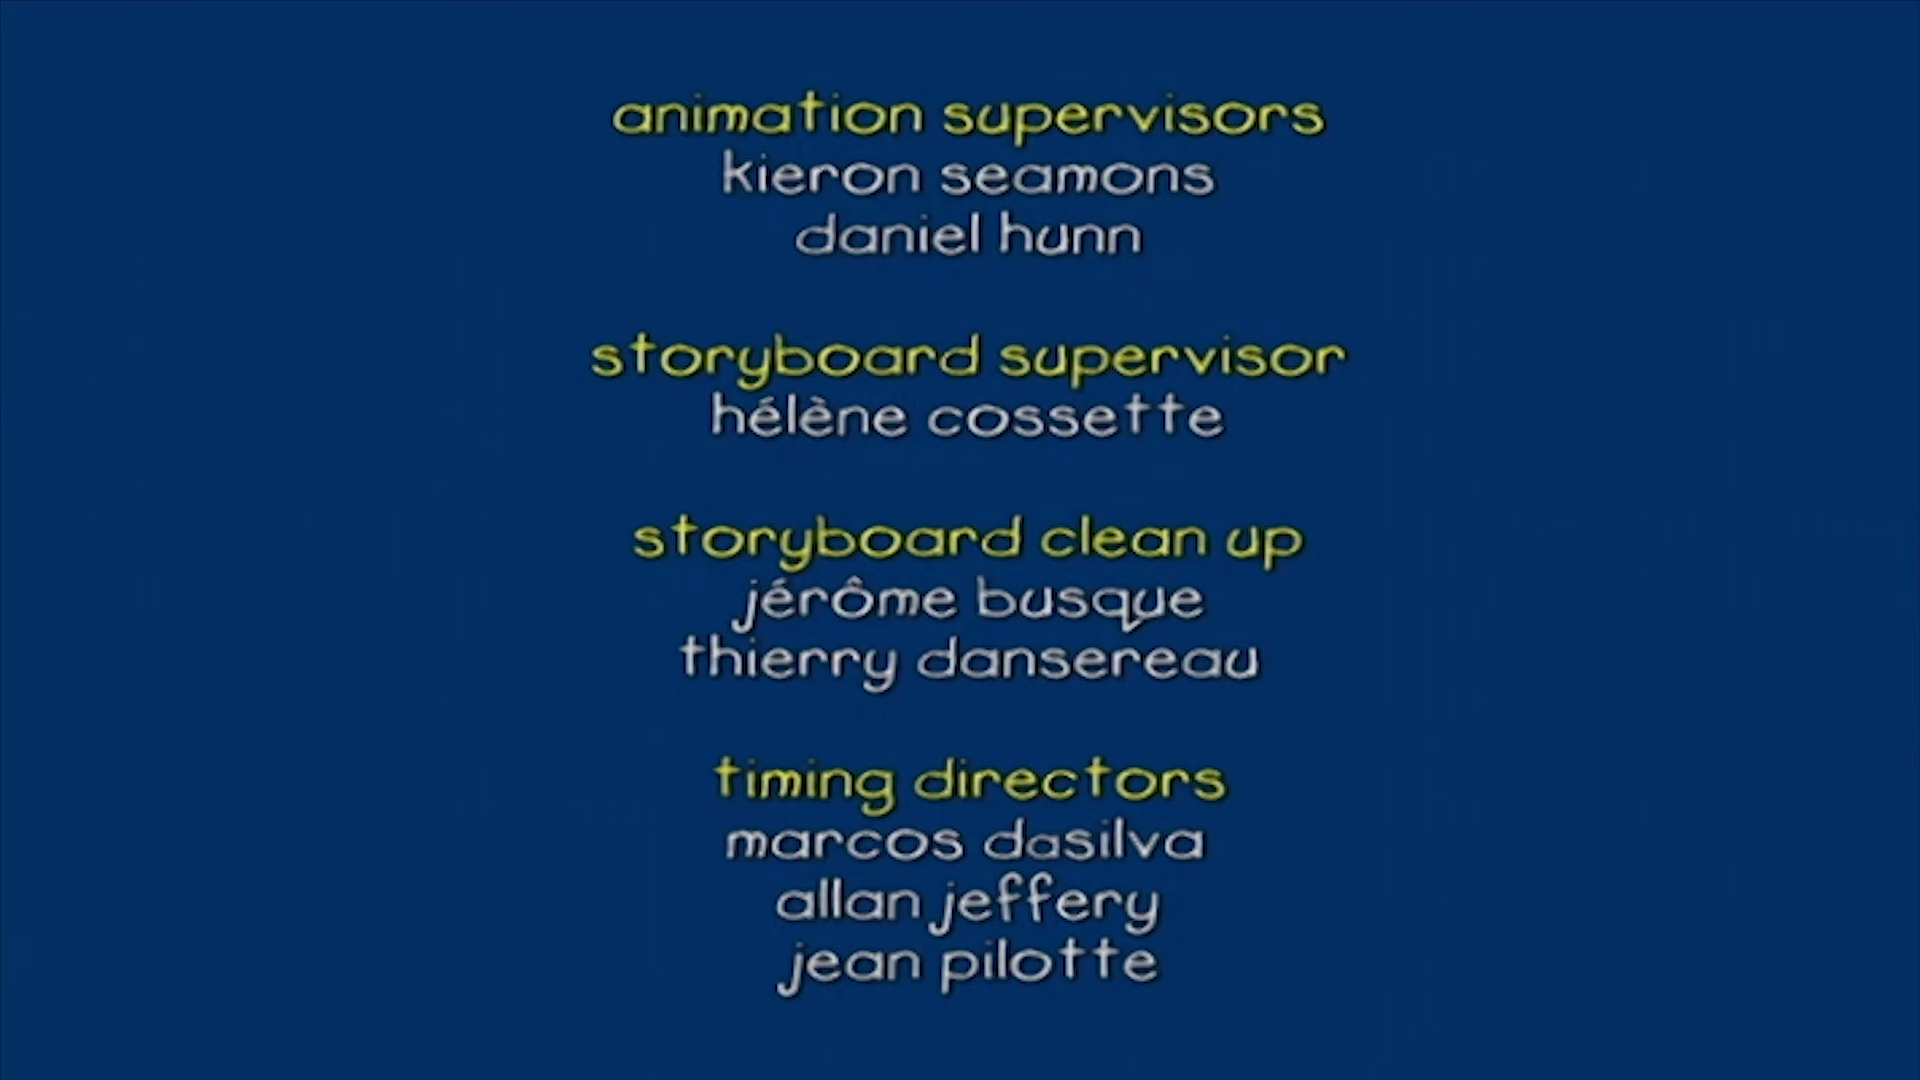 animation supervisors
kieron seamons
daniel hunn
storyboard supervisor
hélène cossette
storyboard clean up
jérôme busque
thierry dansereau
timing directors
marcos dasilva
allan jeffery
jean pilotte